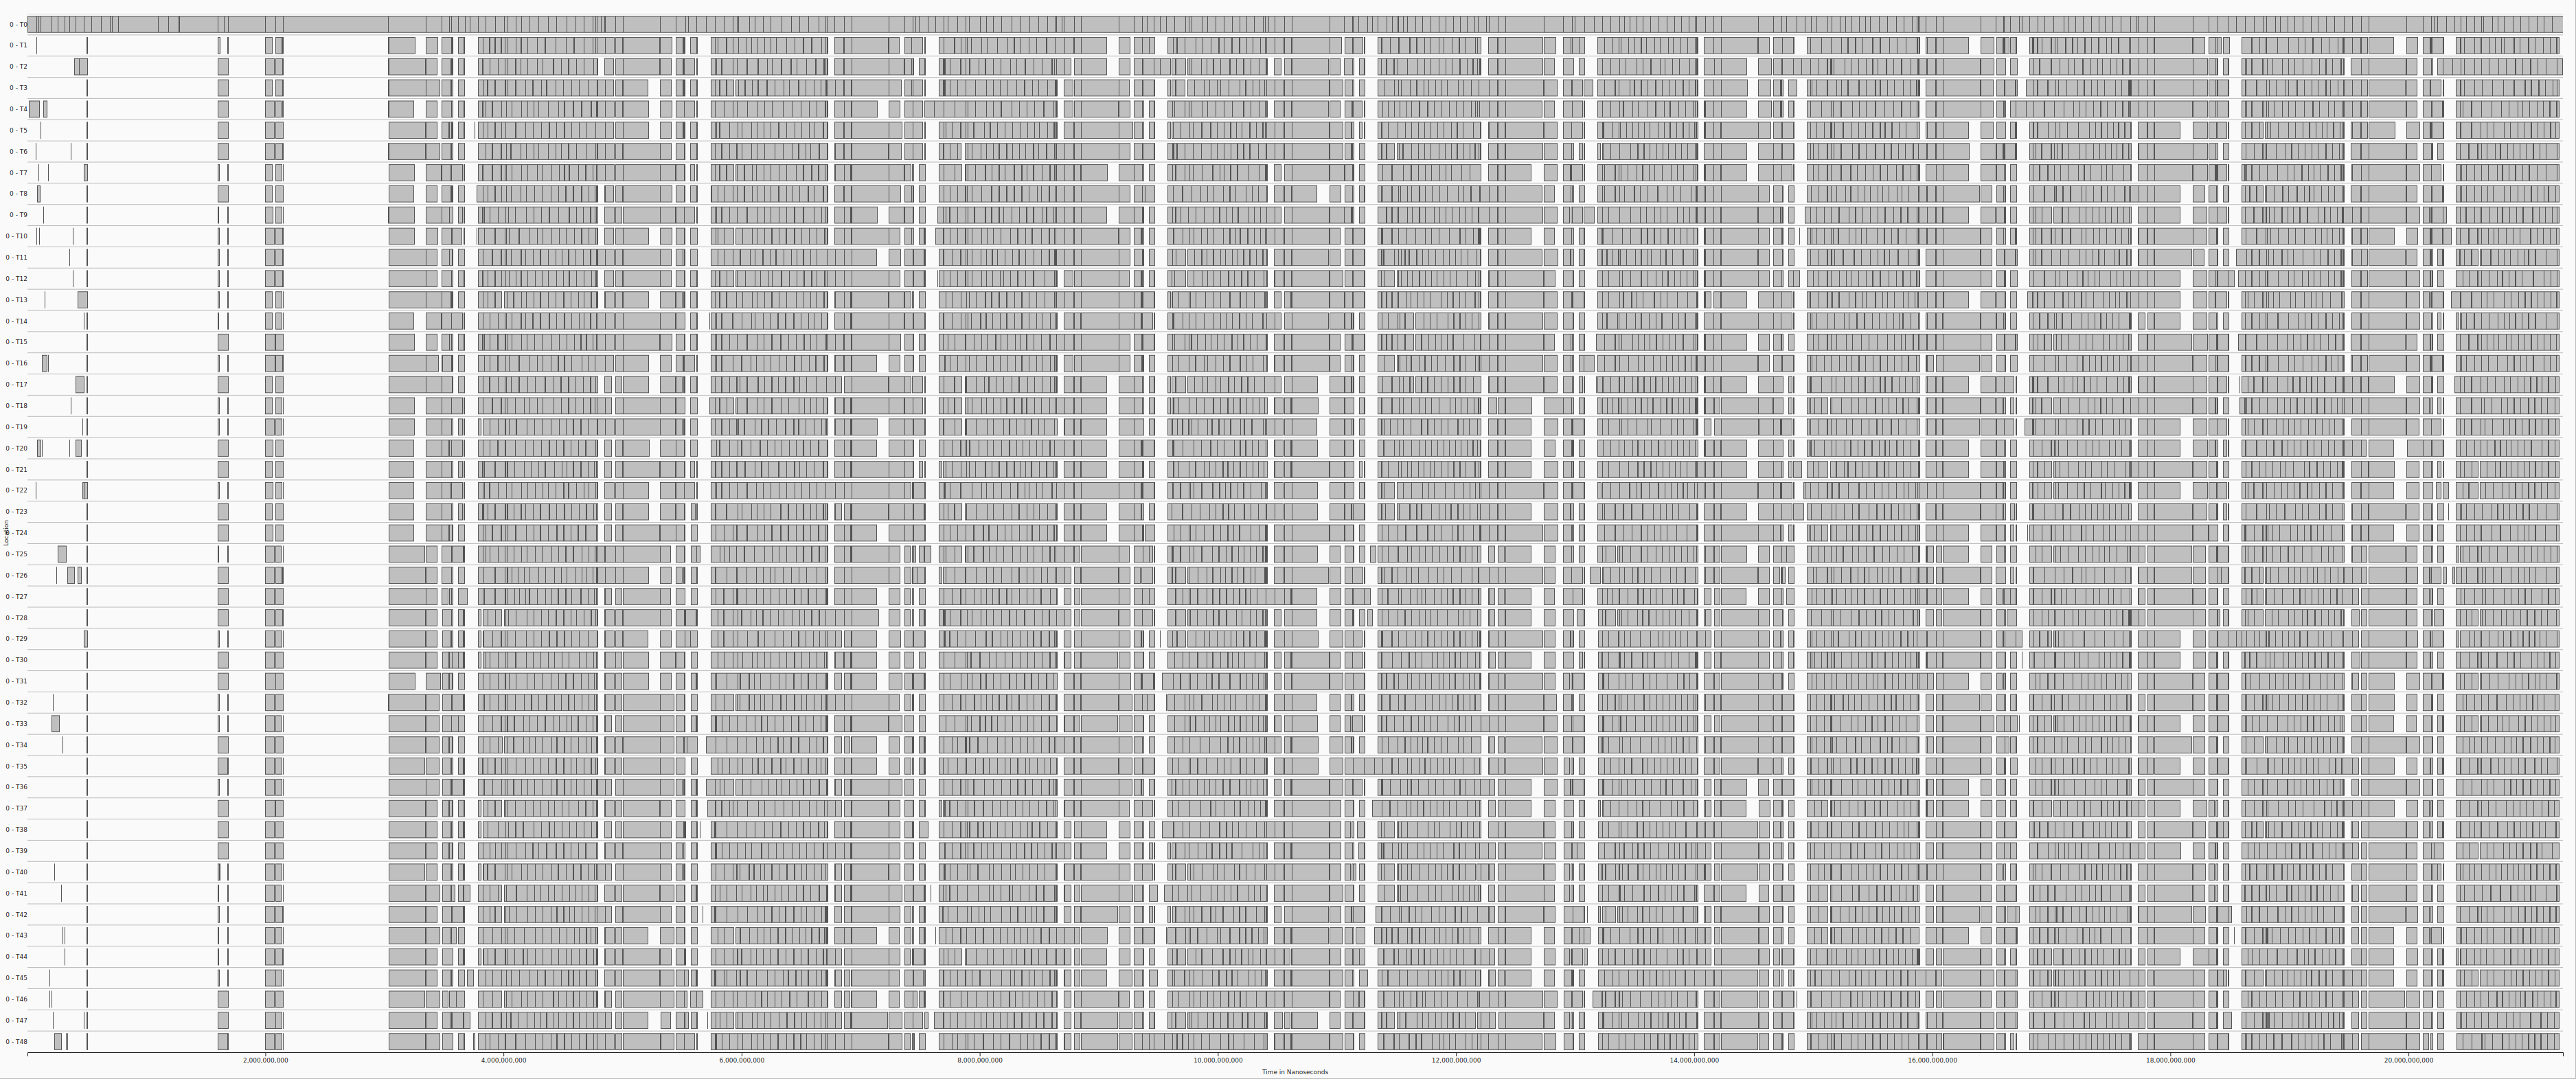 0 - T0
0 - T1
0 - T2
0 - T3
0 - T4
0 - T5
0 - T6
0 - T7
0 - T8
0 - T9
0 - T10
0 - T11
0 - T12
0 - T13
0 - T14
0 - T15
0 - T16
0 - T17
0 - T18
0 - T19
0 - T20
0 - T21
0 - T22
0 - T23
0 - T24
0 - T25
0 - T26
0 - T27
0 - T28
0 - T29
0 - T30
0 - T31
0 - T32
0 - T33
0 - T34
0 - T35
0 - T36
0 - T37
0 - T38
0 - T39
0 - T40
0 - T41
0 - T42
0 - T43
0 - T44
0 - T45
0 - T46
0 - T47
0 - T48
Location
2,000,000,000 4,000,000,000 6,000,000,000 8,000,000,000 10,000,000,000 12,000,000,000 14,000,000,000 16,000,000,000 18,000,000,000 20,000,000,000
Time in Nanoseconds